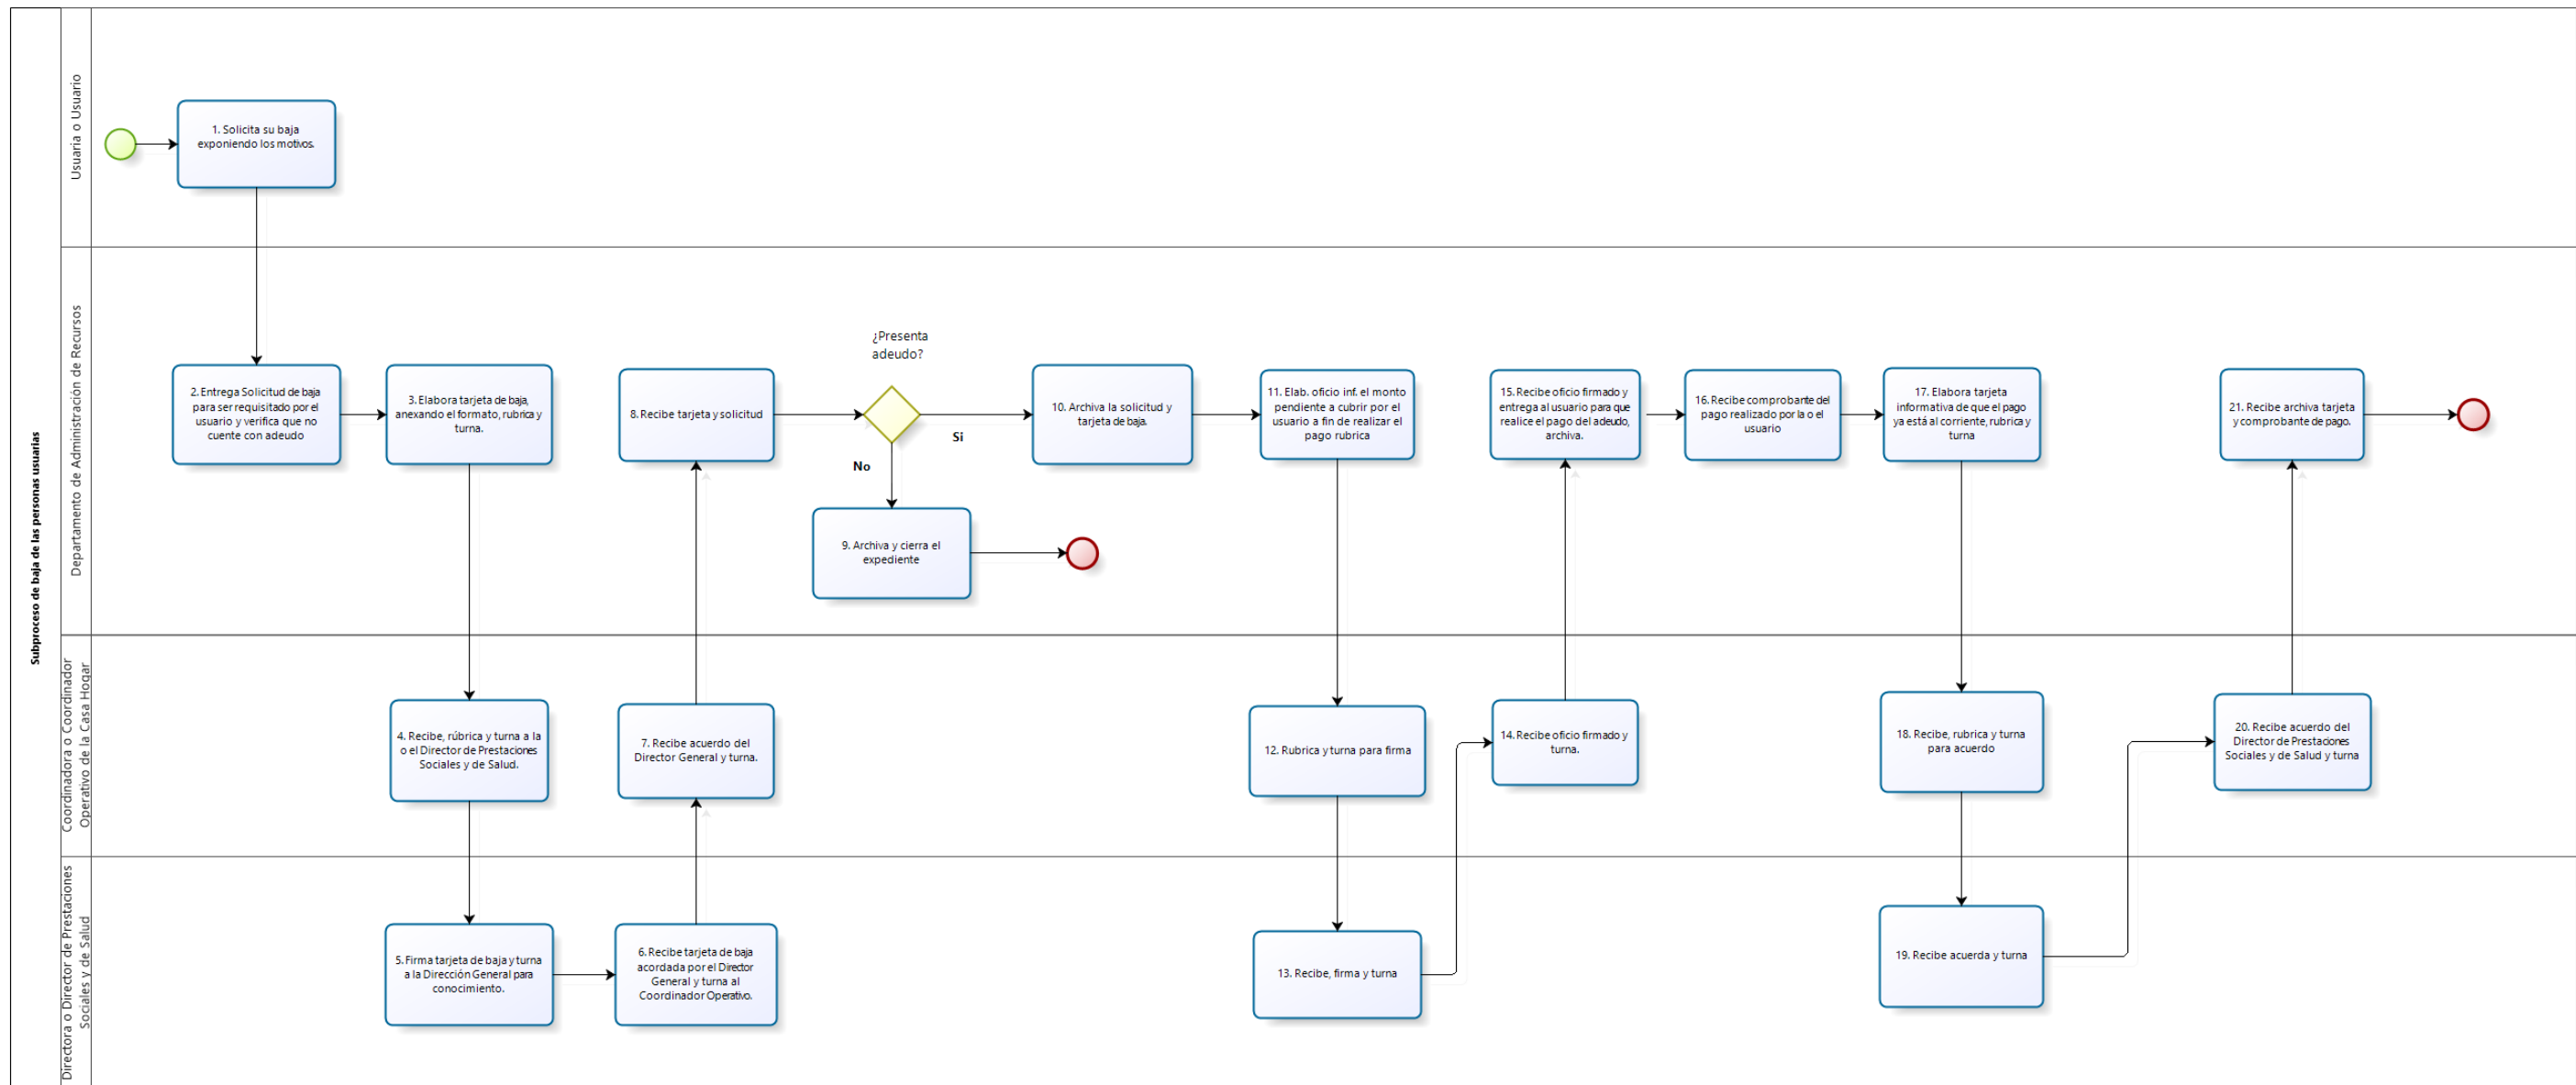 Subproceso de baja de las personas usuarias
Usuaria o Usuario
1. Solicita su baja
exponiendo los motivos.
Departamento de Administración de Recursos
2. Entrega Solicitud de baja
para ser requisitado por el
usuario y verifica que no
cuente con adeudo
3. Elabora tarjeta de baja,
anexando el formato, rubrica y
turna.
8. Recibe tarjeta y solicitud
¿Presenta
adeudo?
Si
No
9. Archiva y cierra el
expediente
10. Archiva la solicitud y
tarjeta de baja.
11. Elab. oficio inf. el monto
pendiente a cubrir por el
usuario a fin de realizar el
pago rubrica
15. Recibe oficio firmado y
entrega al usuario para que
realice el pago del adeudo,
archiva.
16. Recibe comprobante del
pago realizado por la o el
usuario
17. Elabora tarjeta
informativa de que el pago
ya está al corriente, rubrica y
turna
21. Recibe archiva tarjeta
y comprobante de pago.
Coordinadora o Coordinador
Operativo de la Casa Hogar
4. Recibe, rúbrica y turna a la
o el Director de Prestaciones
Sociales y de Salud.
7. Recibe acuerdo del
Director General y turna.
12. Rubrica y turna para firma
14. Recibe oficio firmado y
turna.
18. Recibe, rubrica y turna
para acuerdo
20. Recibe acuerdo del
Director de Prestaciones
Sociales y de Salud y turna
Directora o Director de Prestaciones
Sociales y de Salud
5. Firma tarjeta de baja y turna
a la Dirección General para
conocimiento.
6. Recibe tarjeta de baja
acordada por el Director
General y turna al
Coordinador Operativo.
13. Recibe, firma y turna
19. Recibe acuerda y turna